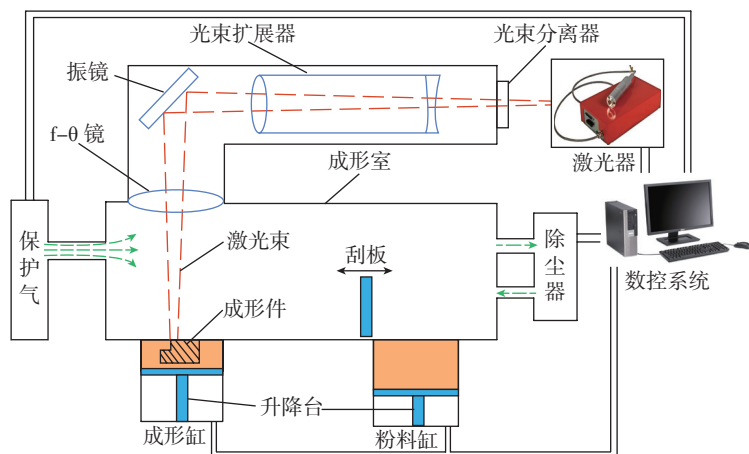 光束扩展器
光束分离器
振镜
f-θ 镜
成形室
激光器
保护气
激光束
刮板
除尘器
数控系统
成形件
升降台
成形缸
粉料缸